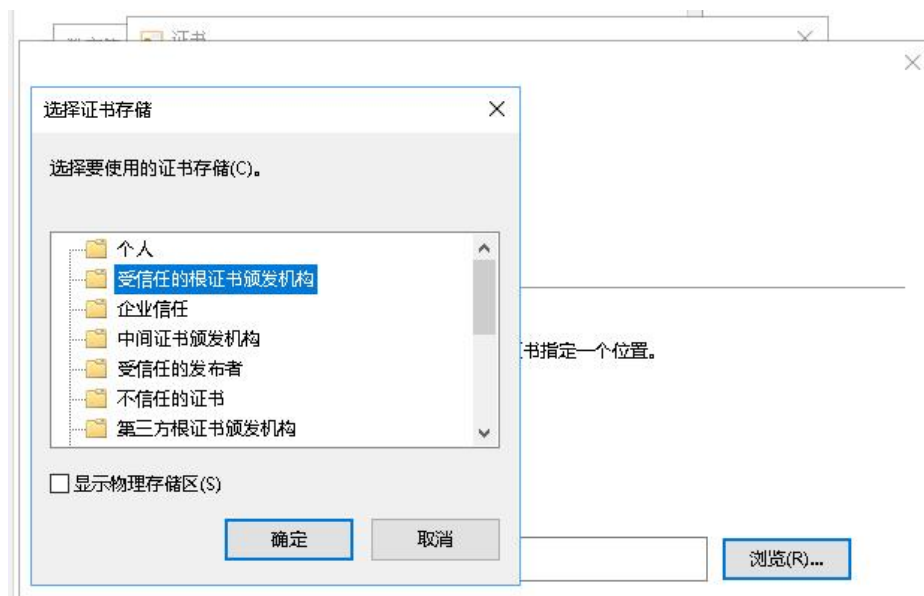 证书
选择证书存储
选择要使用的证书存储(C)。
个人
受信任的根证书颁发机构
企业信任
中间证书颁发机构
受信任的发布者
不信任的证书
第三方根证书颁发机构
书指定一个位置。
显示物理存储区(S)
确定
取消
浏览(R)...